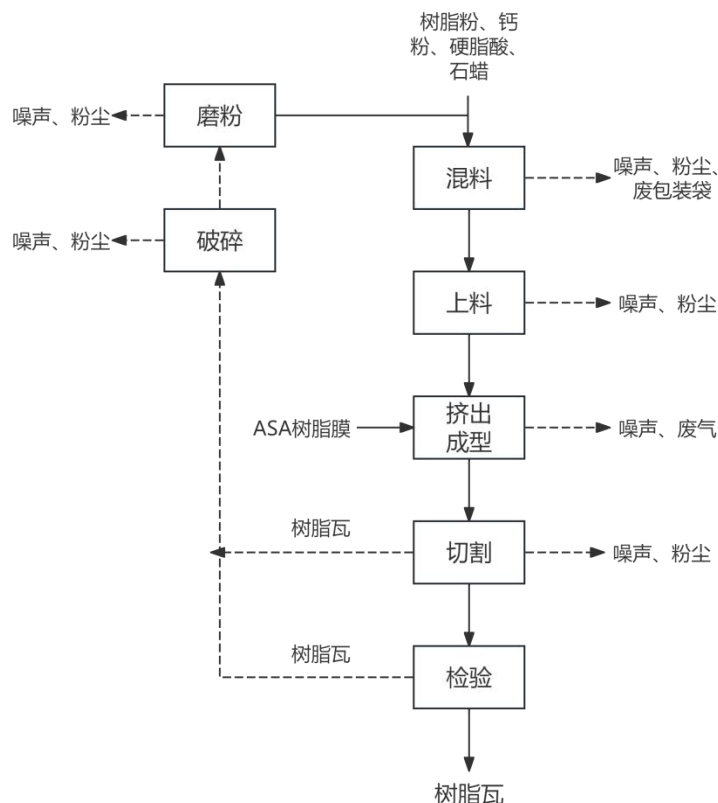 树脂粉、钙
粉、硬脂酸、
石蜡
噪声、粉尘
磨粉
混料
噪声、粉尘、
废包装袋
噪声、粉尘
破碎
上料
噪声、粉尘
ASA树脂膜
挤出
成型
噪声、废气
树脂瓦
切割
噪声、粉尘
树脂瓦
检验
树脂瓦